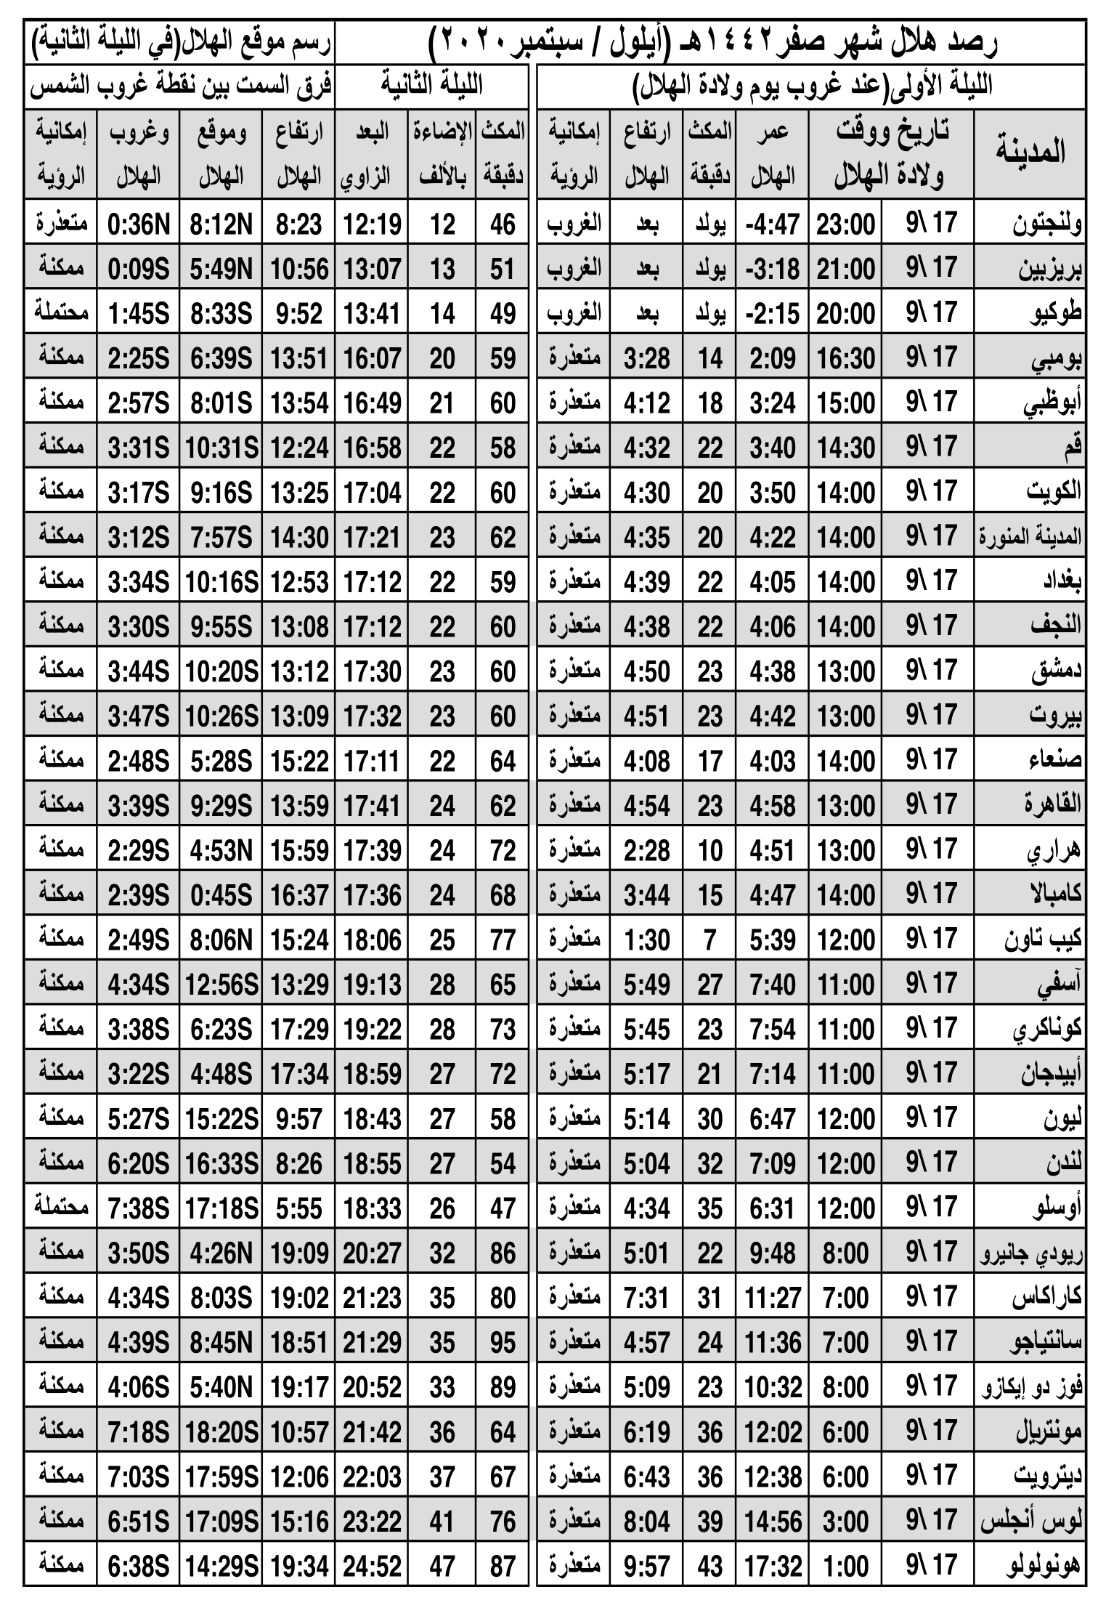 رصد هلال شهر صفر ١٤٤٢هـ (أيلول / سبتمبر ٢٠٢٠) رسم موقع الهلال(في الليلة الثانية)
الليلة الأولى(عند غروب يوم ولادة الهلال) الليلة الثانية فرق السمت بين نقطة غروب الشمس
المدينة تاريخ ووقت ولادة الهلال عمر الهلال المكث دقيقة ارتفاع الهلال إمكانية الرؤية المكث دقيقة الإضاءة بالألف البعد الزاوي ارتفاع الهلال وموقع الهلال وغروب الهلال إمكانية الرؤية
ولنجتون 9\ 17 23:00 -4:47 يولد بعد الغروب 46 12 12:19 8:23 8:12N 0:36N متعذرة
بريزبين 9\ 17 21:00 -3:18 يولد بعد الغروب 51 13 13:07 10:56 5:49N 0:09S ممكنة
طوكيو 9\ 17 20:00 -2:15 يولد بعد الغروب 49 14 13:41 9:52 8:33S 1:45S محتملة
بومبي 9\ 17 16:30 2:09 14 3:28 متعذرة 59 20 16:07 13:51 6:39S 2:25S ممكنة
أبوظبي 9\ 17 15:00 3:24 18 4:12 متعذرة 60 21 16:49 13:54 8:01S 2:57S ممكنة
قم 9\ 17 14:30 3:40 22 4:32 متعذرة 58 22 16:58 12:24 10:31S 3:31S ممكنة
الكويت 9\ 17 14:00 3:50 20 4:30 متعذرة 60 22 17:04 13:25 9:16S 3:17S ممكنة
المدينة المنورة 9\ 17 14:00 4:22 20 4:35 متعذرة 62 23 17:21 14:30 7:57S 3:12S ممكنة
بغداد 9\ 17 14:00 4:05 22 4:39 متعذرة 59 22 17:12 12:53 10:16S 3:34S ممكنة
النجف 9\ 17 14:00 4:06 22 4:38 متعذرة 60 22 17:12 13:08 9:55S 3:30S ممكنة
دمشق 9\ 17 13:00 4:38 23 4:50 متعذرة 60 23 17:30 13:12 10:20S 3:44S ممكنة
بيروت 9\ 17 13:00 4:42 23 4:51 متعذرة 60 23 17:32 13:09 10:26S 3:47S ممكنة
صنعاء 9\ 17 14:00 4:03 17 4:08 متعذرة 64 22 17:11 15:22 5:28S 2:48S ممكنة
القاهرة 9\ 17 13:00 4:58 23 4:54 متعذرة 62 24 17:41 13:59 9:29S 3:39S ممكنة
هراري 9\ 17 13:00 4:51 10 2:28 متعذرة 72 24 17:39 15:59 4:53N 2:29S ممكنة
كامبالا 9\ 17 14:00 4:47 15 3:44 متعذرة 68 24 17:36 16:37 0:45S 2:39S ممكنة
كيب تاون 9\ 17 12:00 5:39 7 1:30 متعذرة 77 25 18:06 15:24 8:06N 2:49S ممكنة
آسفي 9\ 17 11:00 7:40 27 5:49 متعذرة 65 28 19:13 13:29 12:56S 4:34S ممكنة
كوناكري 9\ 17 11:00 7:54 23 5:45 متعذرة 73 28 19:22 17:29 6:23S 3:38S ممكنة
أبيدجان 9\ 17 11:00 7:14 21 5:17 متعذرة 72 27 18:59 17:34 4:48S 3:22S ممكنة
ليون 9\ 17 12:00 6:47 30 5:14 متعذرة 58 27 18:43 9:57 15:22S 5:27S ممكنة
لندن 9\ 17 12:00 7:09 32 5:04 متعذرة 54 27 18:55 8:26 16:33S 6:20S ممكنة
أوسلو 9\ 17 12:00 6:31 35 4:34 متعذرة 47 26 18:33 5:55 17:18S 7:38S محتملة
ريودي جانيرو 9\ 17 8:00 9:48 22 5:01 متعذرة 86 32 20:27 19:09 4:26N 3:50S ممكنة
كاراكاس 9\ 17 7:00 11:27 31 7:31 متعذرة 80 35 21:23 19:02 8:03S 4:34S ممكنة
سانتياجو 9\ 17 7:00 11:36 24 4:57 متعذرة 95 35 21:29 18:51 8:45N 4:39S ممكنة
فوز دو إيكازو 9\ 17 8:00 10:32 23 5:09 متعذرة 89 33 20:52 19:17 5:40N 4:06S ممكنة
مونتريإل 9\ 17 6:00 12:02 36 6:19 متعذرة 64 36 21:42 10:57 18:20S 7:18S ممكنة
ديترويت 9\ 17 6:00 12:38 36 6:43 متعذرة 67 37 22:03 12:06 17:59S 7:03S ممكنة
لوس أنجلس 9\ 17 3:00 14:56 39 8:04 متعذرة 76 41 23:22 15:16 17:09S 6:51S ممكنة
هونولولو 9\ 17 1:00 17:32 43 9:57 متعذرة 87 47 24:52 19:34 14:29S 6:38S ممكنة